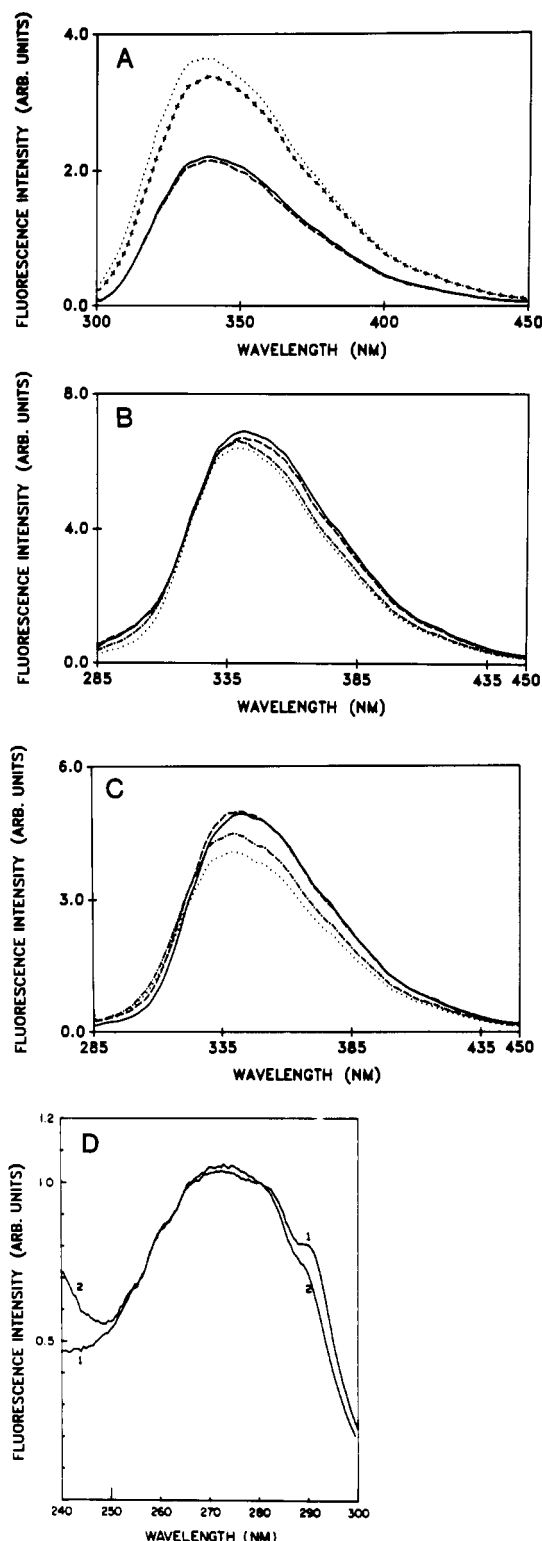 A
FLUORESCENCE INTENSITY (ARB. UNITS)
4.0
2.0
0.0
300 350 400 450
WAVELENGTH (NM)
B
FLUORESCENCE INTENSITY (ARB. UNITS)
8.0
4.0
0.0
285 335 385 435 450
WAVELENGTH (NM)
C
FLUORESCENCE INTENSITY (ARB. UNITS)
6.0
3.0
0.0
285 335 385 435 450
WAVELENGTH (NM)
D
FLUORESCENCE INTENSITY (ARB. UNITS)
1.2
1.0
0.5
1
2
2
1
240 250 260 270 280 290 300
WAVELENGTH (NM)